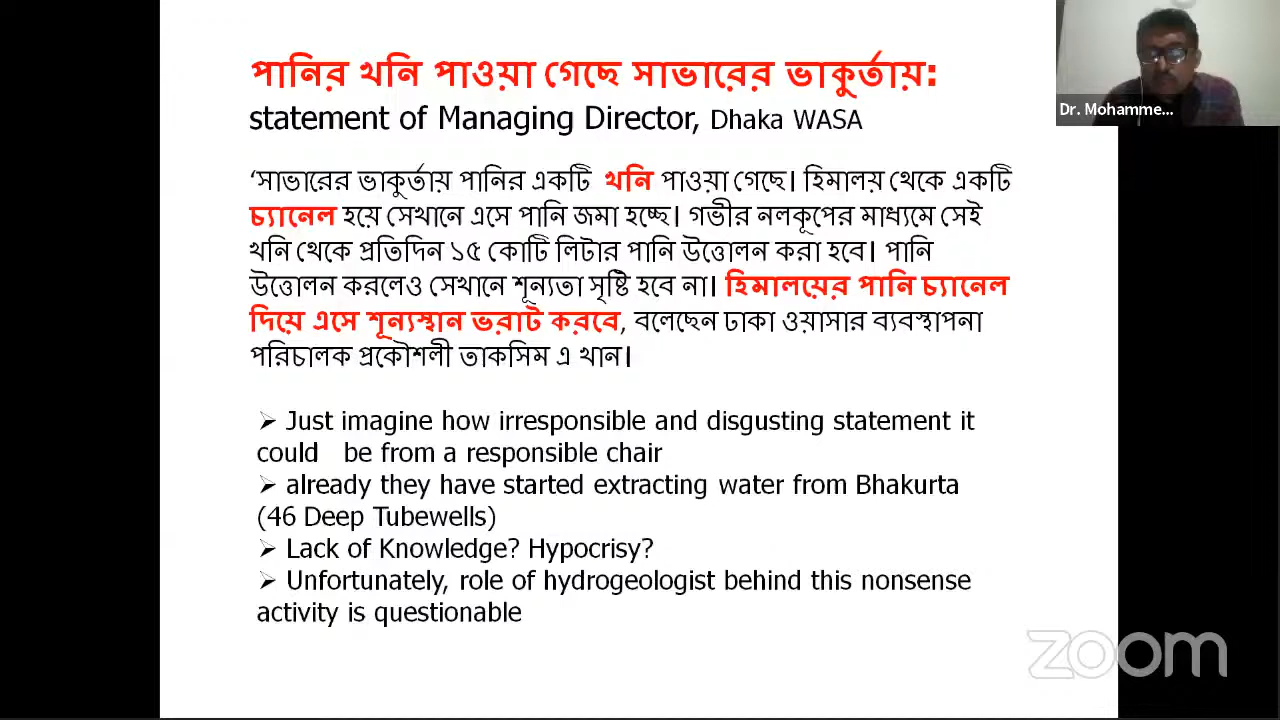 পানির খনি পাওয়া গেছে সাভারের ভাকুর্তায়:
statement of Managing Director, Dhaka WASA
‘সাভারের ভাকুর্তায় পানির একটি খনি পাওয়া গেছে। হিমালয় থেকে একটি
চ্যানেল হয়ে সেখানে এসে পানি জমা হচ্ছে। গভীর নলকূপের মাধ্যমে সেই
খনি থেকে প্রতিদিন ১৫ কোটি লিটার পানি উত্তোলন করা হবে। পানি
উত্তোলন করলেও সেখানে শূন্যতা সৃষ্টি হবে না। হিমালয়ের পানি চ্যানেল
দিয়ে এসে শূন্যস্থান ভরাট করবে, বলেছেন ঢাকা ওয়াসার ব্যবস্থাপনা
পরিচালক প্রকৌশলী তাকসিম এ খান।
➢ Just imagine how irresponsible and disgusting statement it
could be from a responsible chair
➢ already they have started extracting water from Bhakurta
(46 Deep Tubewells)
➢ Lack of Knowledge? Hypocrisy?
➢ Unfortunately, role of hydrogeologist behind this nonsense
activity is questionable
Dr. Mohamme...
zoom